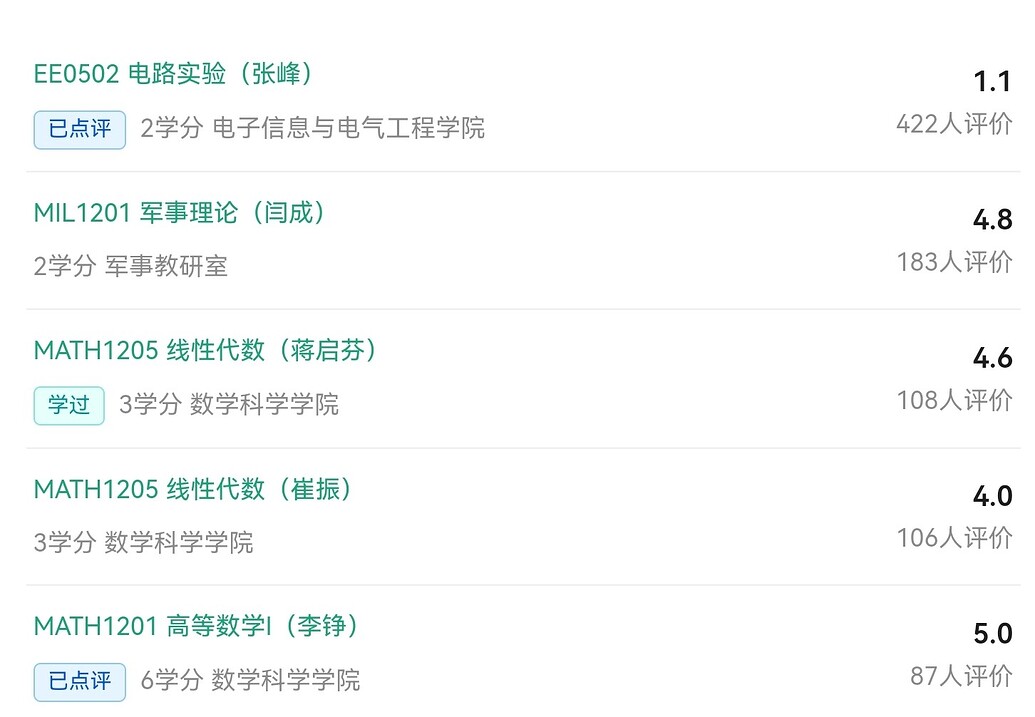 EE0502 电路实验（张峰）
1.1
已点评 2学分 电子信息与电气工程学院
422人评价
MIL1201 军事理论（闫成）
4.8
2学分 军事教研室
183人评价
MATH1205 线性代数（蒋启芬）
4.6
学过 3学分 数学科学学院
108人评价
MATH1205 线性代数（崔振）
4.0
3学分 数学科学学院
106人评价
MATH1201 高等数学I（李铮）
5.0
已点评 6学分 数学科学学院
87人评价